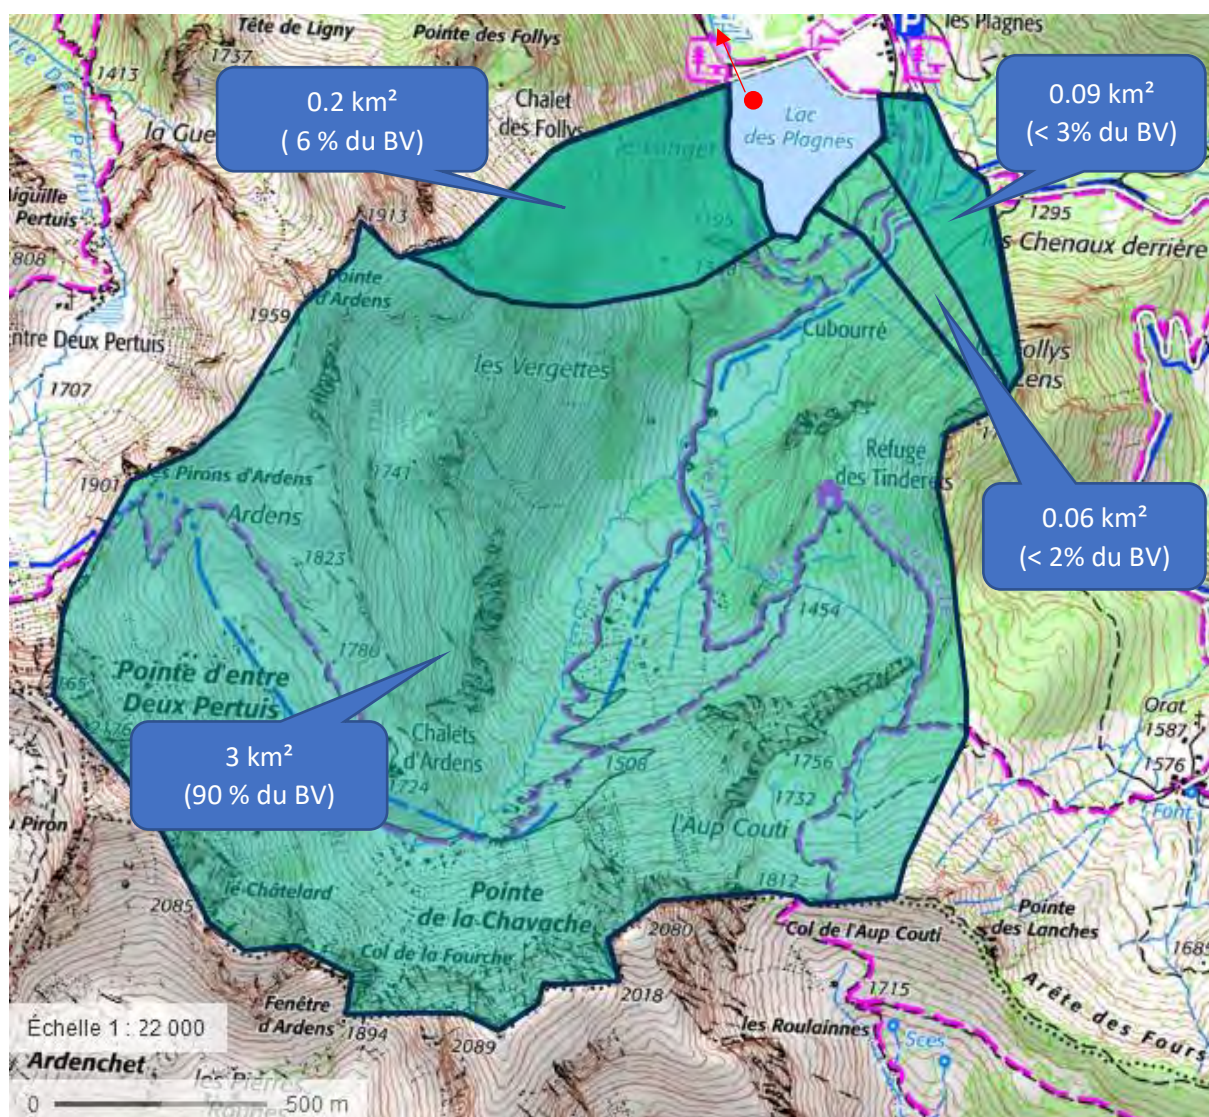 Tête de Ligny
Pointe des Follys
les Plagnes
P
1737
1413
la Gue
0.2 km²
( 6 % du BV)
Chalet
des Follys
Lac
des Plagnes
0.09 km²
(< 3% du BV)
Aiguille
Pertuis
1808
1913
1195
1295
Chenaux derrière
Pointe
d'Ardens
1959
ntre Deux Pertuis
1707
les Vergettes
Cubourré
Follys
Lens
1741
Refuge
des Tinderets
1901
les Pirons d'Ardens
Ardens
1823
0.06 km²
(< 2% du BV)
1454
1780
Pointe d'entre
Deux Pertuis
3 km²
(90 % du BV)
Chalets
d'Ardens
1724
1508
1756
1732
l'Aup Couti
Orat.
1587
1576
Font.
Piron
le Châtelard
2085
Pointe
de la Chavache
Col de la Fourche
1812
2080
Col de l'Aup Couti
Pointe
des Lanches
1685
2018
1715
Arête des Fours
Fenêtre
d'Ardens
1894
2089
les Roulainnes
Sces
Échelle 1 : 22 000
Ardenchet
0
500 m